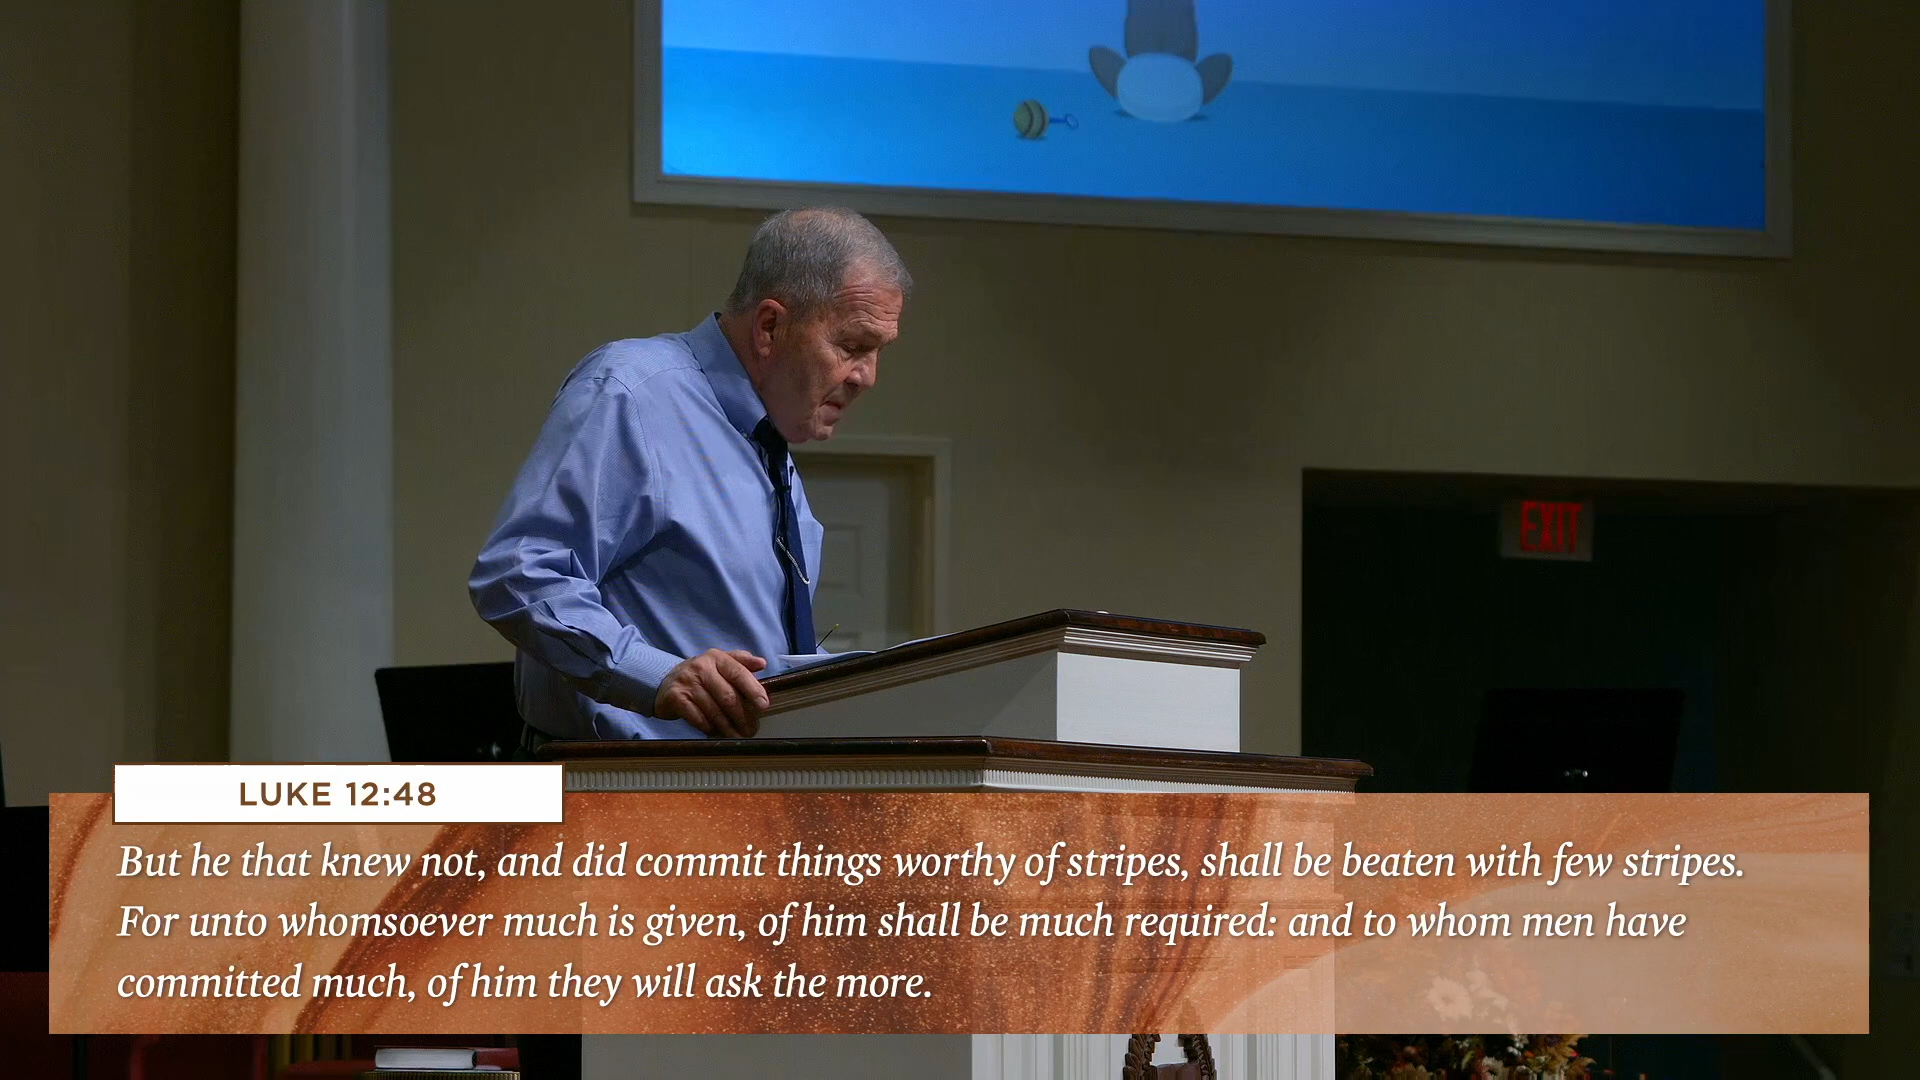 EXIT
LUKE 12:48
But he that knew not, and did commit things worthy of stripes, shall be beaten with few stripes.
For unto whomsoever much is given, of him shall be much required: and to whom men have
committed much, of him they will ask the more.